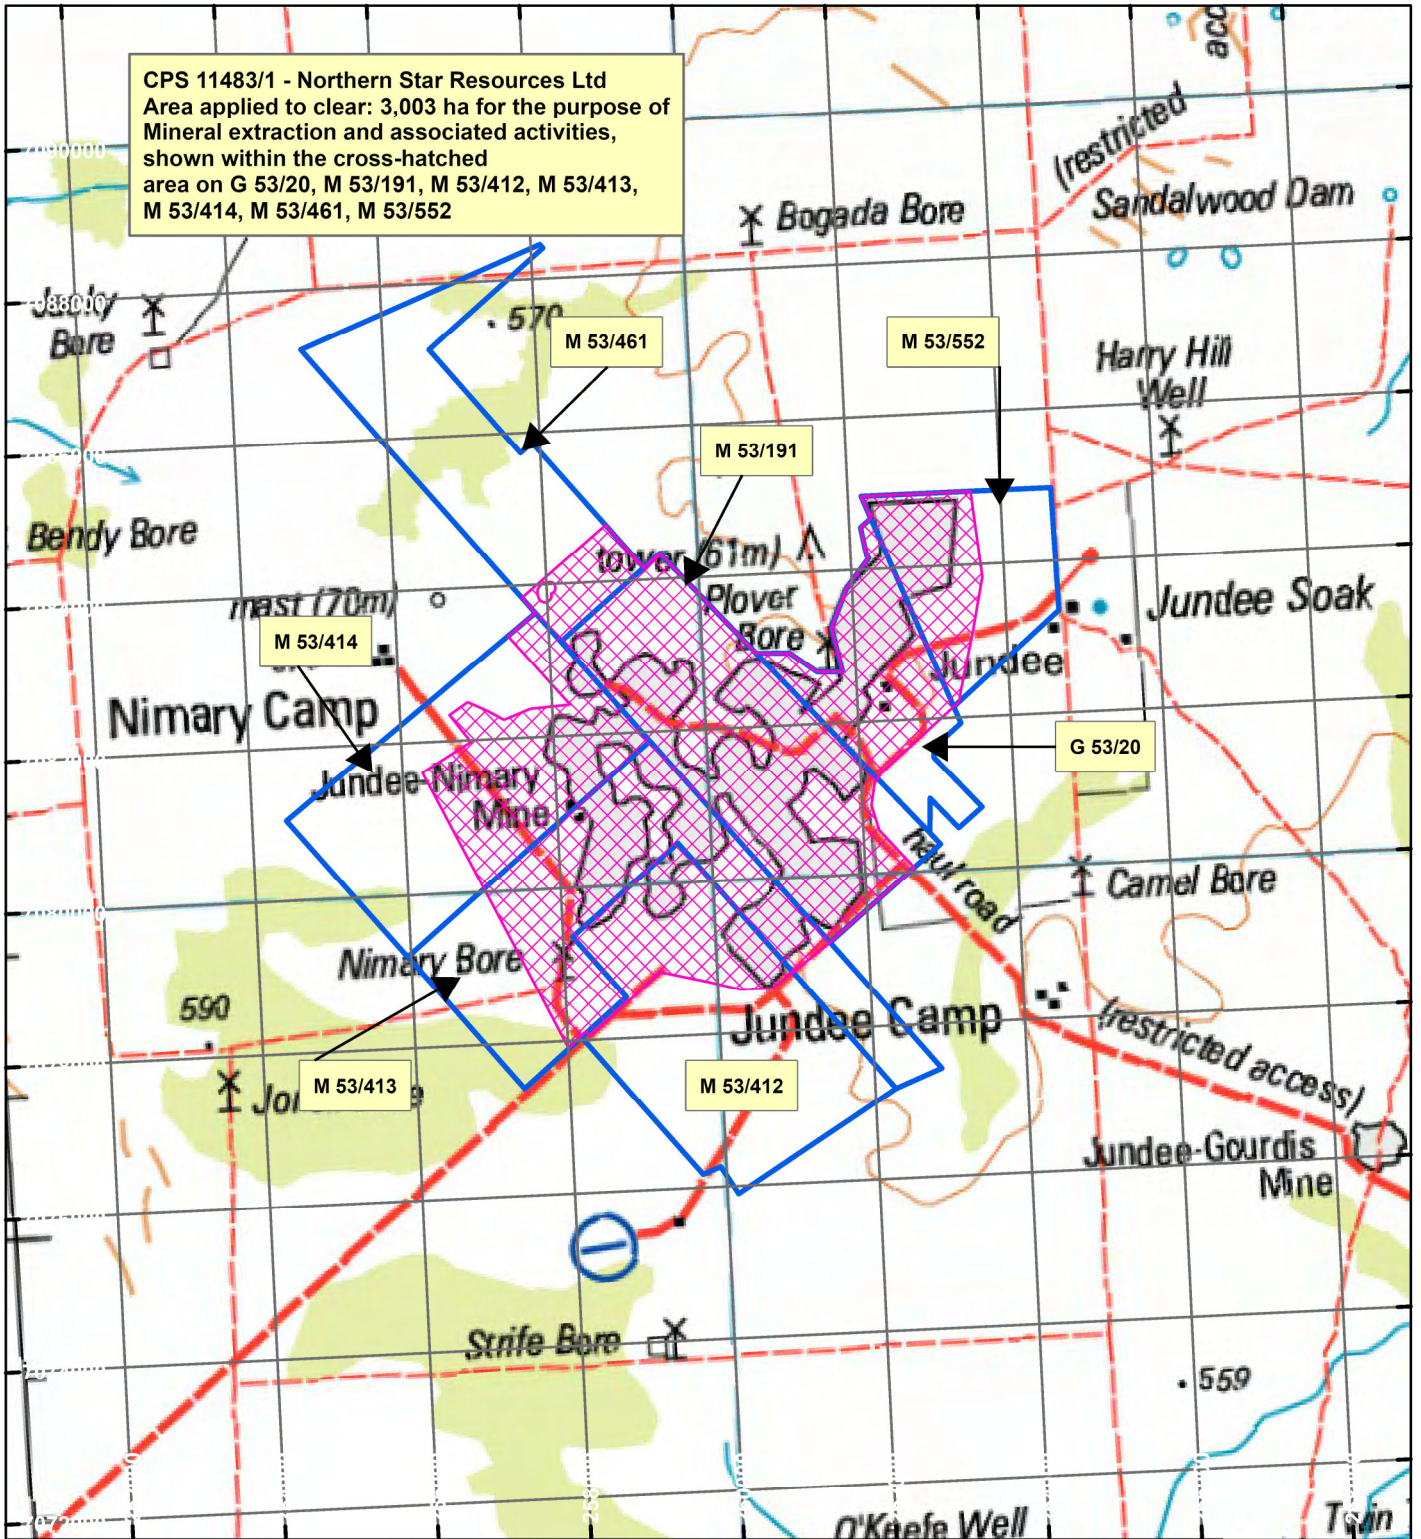 CPS 11483/1 - Northern Star Resources Ltd
Area applied to clear: 3,003 ha for the purpose of
Mineral extraction and associated activities,
shown within the cross-hatched
area on G 53/20, M 53/191, M 53/412, M 53/413,
M 53/414, M 53/461, M 53/552
(restricted
Sandalwood Dam
Bogada Bore
7090000
Bore
. 570
M 53/461
M 53/552
Harry Hill
Well
M 53/191
Bendy Bore
tower (61m)
mast (70m)
Plover
Bore
Jundee Soak
M 53/414
Jundee
Nimary Camp
G 53/20
Jundee-Nimary
Mine
haul road
Camel Bore
7080000
Nimary Bore
590
Jundee Camp
(restricted access)
M 53/413
M 53/412
Jundee-Gourdis
Mine
Strife Bore
. 559
O'Keefe Well
Twin